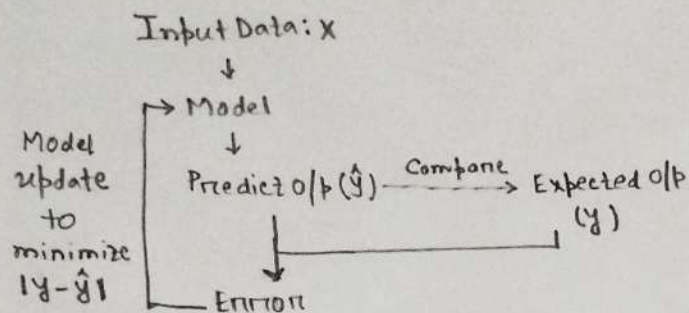 Input Data: X
Model
Model
update
to
minimize
|y-ŷ|
Predict o/p (ŷ)
Compare
Expected o/p
(y)
Error